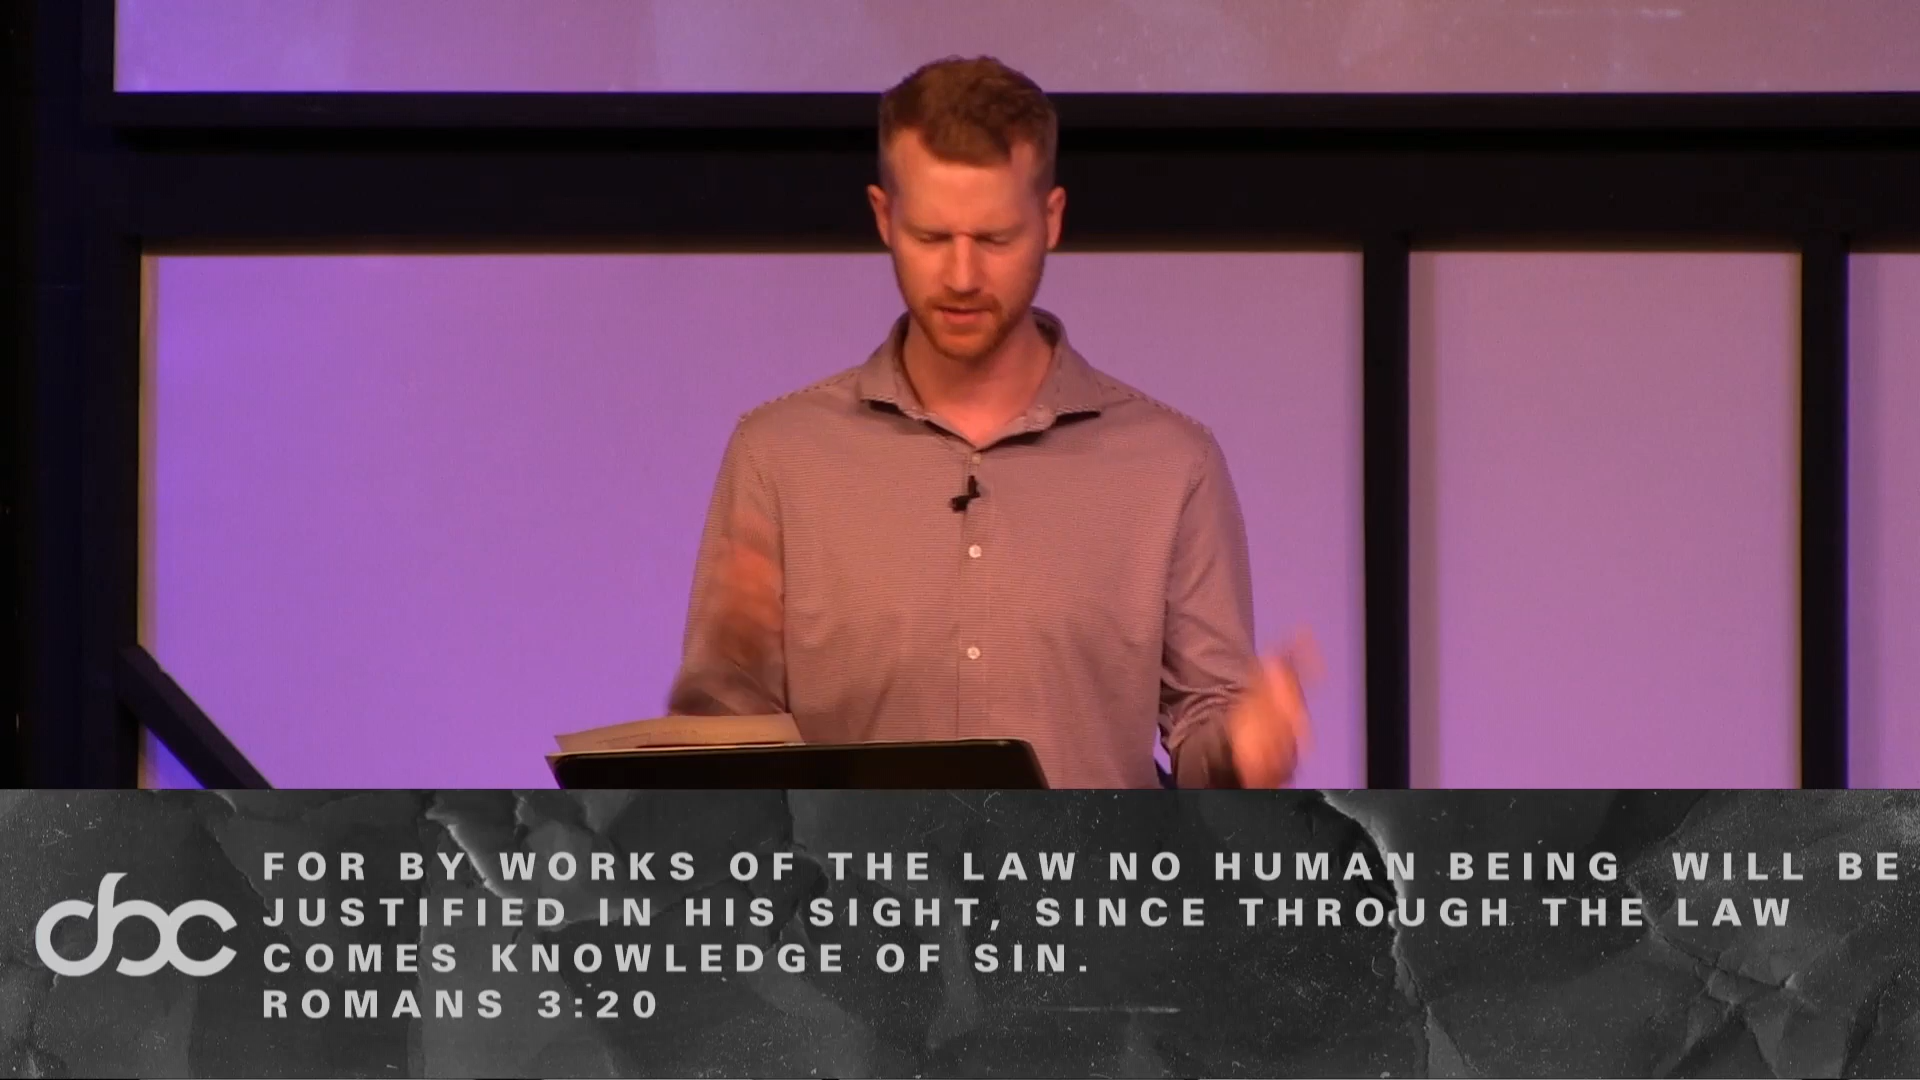 FOR BY WORKS OF THE LAW NO HUMAN BEING WILL BE
JUSTIFIED IN HIS SIGHT, SINCE THROUGH THE LAW
COMES KNOWLEDGE OF SIN.
ROMANS 3:20
dbc